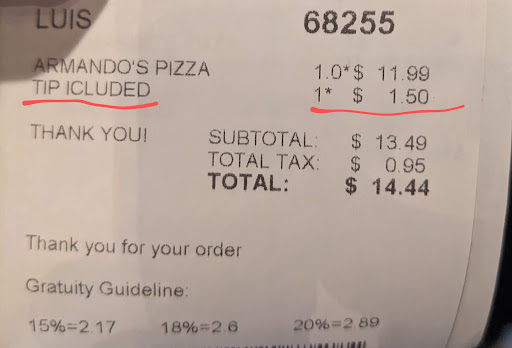 LUIS 68255
ARMANDO'S PIZZA 1.0*$ 11.99
TIP ICLUDED 1* $ 1.50
THANK YOU! SUBTOTAL: $ 13.49
TOTAL TAX: $ 0.95
TOTAL: $ 14.44
Thank you for your order
Gratuity Guideline:
15%=2.17 18%=2.6 20%=2.89